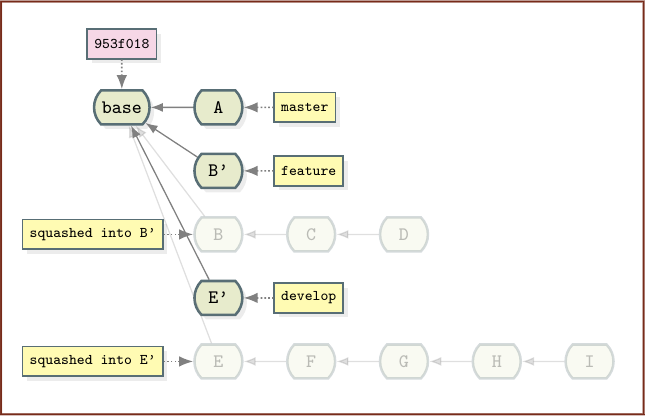 953f018
base
A
master
B'
feature
squashed into B'
B
C
D
E'
develop
squashed into E'
E
F
G
H
I